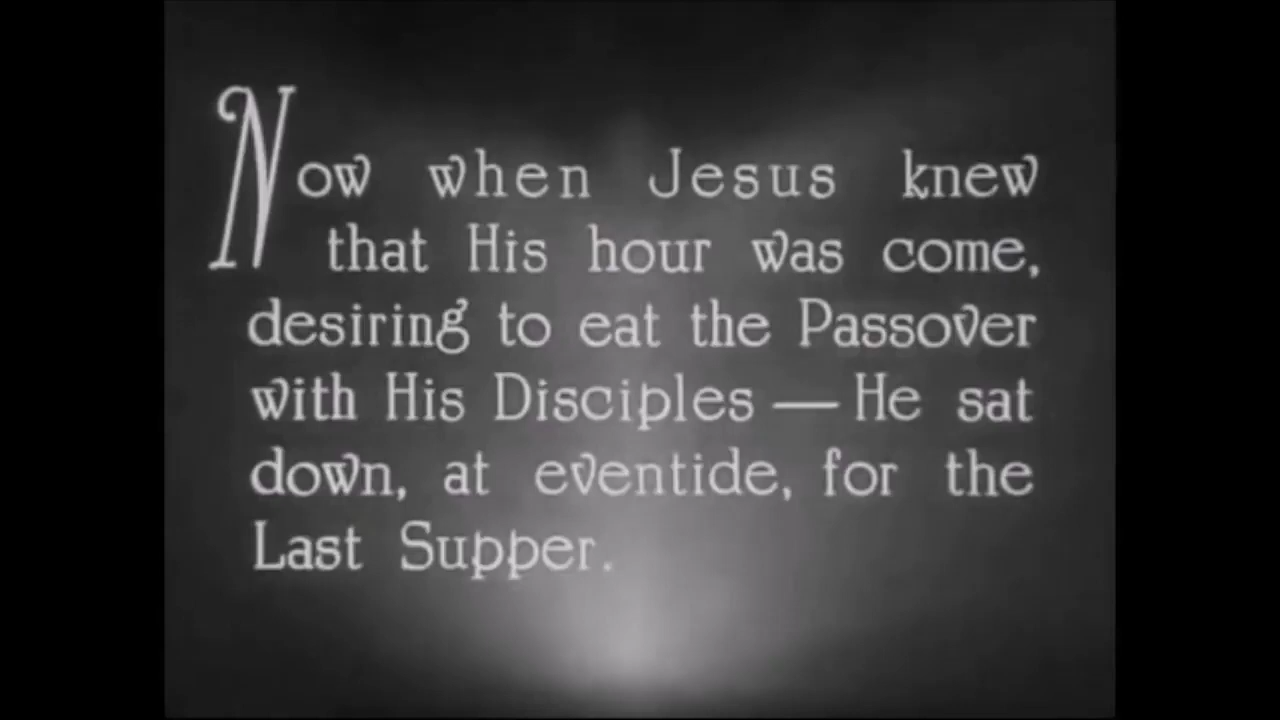 Now when Jesus knew
that His hour was come,
desiring to eat the Passover
with His Disciples — He sat
down, at eventide, for the
Last Supper.